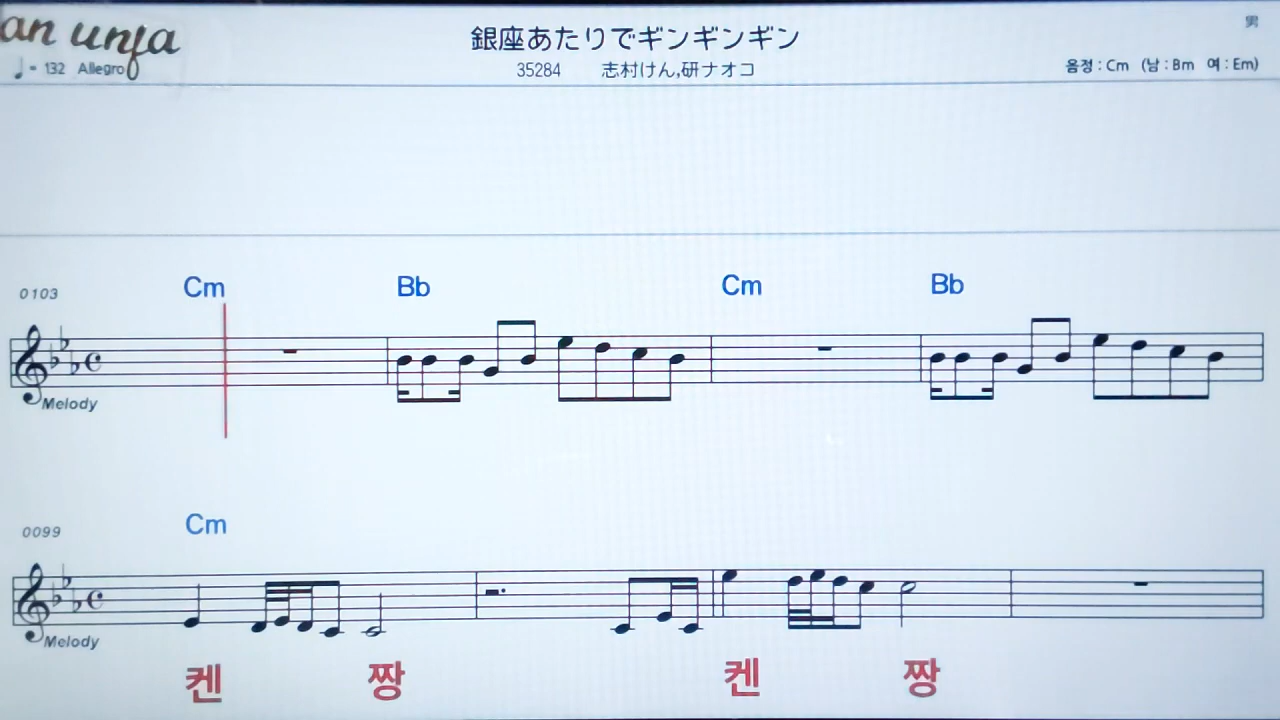 an unja
銀座あたりでギンギンギン
男
♩= 132 Allegro
35284 志村けん,研ナオコ
음정 : Cm (남 : Bm 여 : Em)
Cm Bb Cm Bb
0103
Melody
Cm
0099
Melody
켄 짱 켄 짱